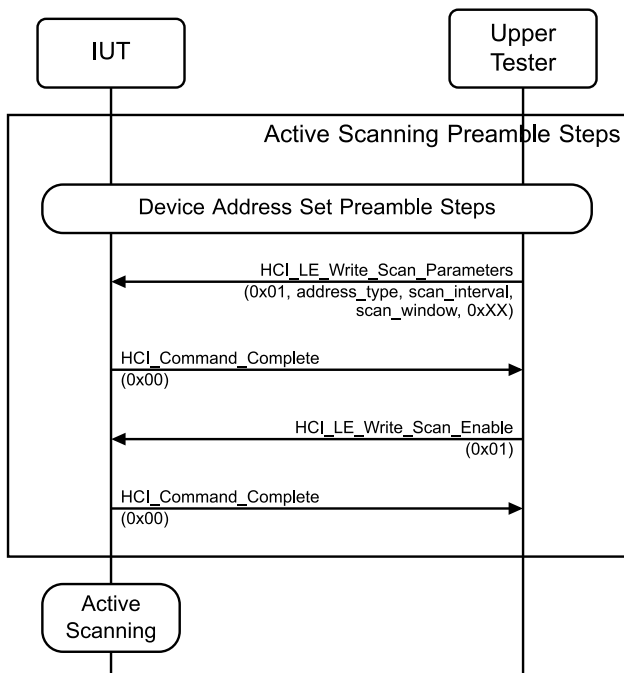 IUT
Upper
Tester
Active Scanning Preamble Steps
Device Address Set Preamble Steps
HCI_LE_Write_Scan_Parameters
(0x01, address_type, scan_interval,
scan_window, 0xXX)
HCI_Command_Complete
(0x00)
HCI_LE_Write_Scan_Enable
(0x01)
HCI_Command_Complete
(0x00)
Active
Scanning